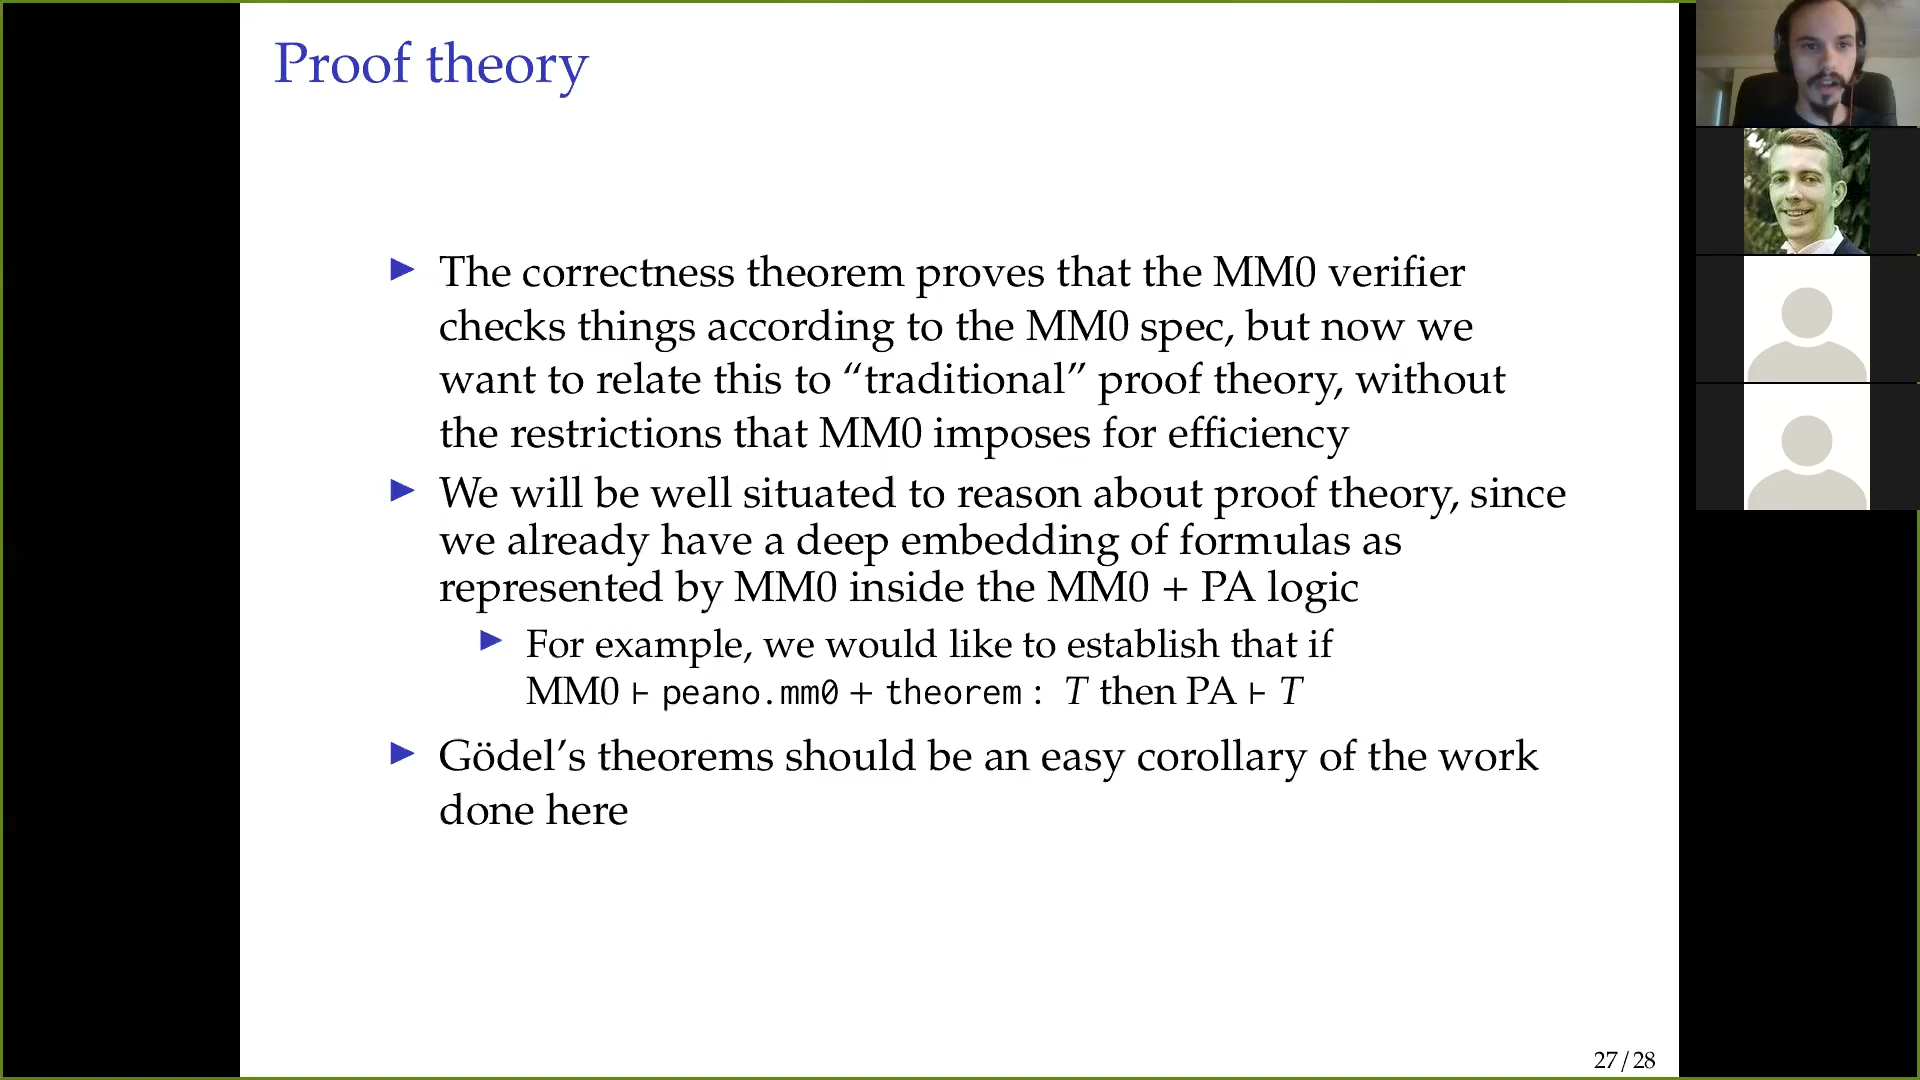 Proof theory
▶ The correctness theorem proves that the MM0 verifier
checks things according to the MM0 spec, but now we
want to relate this to “traditional” proof theory, without
the restrictions that MM0 imposes for efficiency
▶ We will be well situated to reason about proof theory, since
we already have a deep embedding of formulas as
represented by MM0 inside the MM0 + PA logic
▶ For example, we would like to establish that if
MM0 ⊢ peano.mm0 + theorem : T then PA ⊢ T
▶ Gödel’s theorems should be an easy corollary of the work
done here
27 / 28